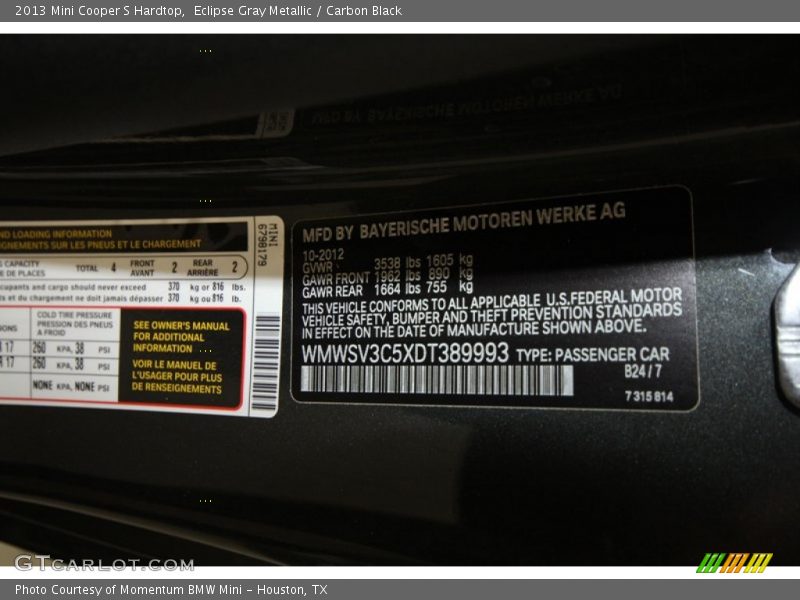 2013 Mini Cooper S Hardtop,  Eclipse Gray Metallic / Carbon Black
LOADING INFORMATION
SUR LES PNEUS ET LE CHARGEMENT
MINI
6798179
CAPACITY
DE PLACES
TOTAL 4
FRONT
AVANT 2
REAR
ARRIÈRE 2
and cargo should never exceed 370 kg or 816 lbs.
et du chargement ne doit jamais dépasser 370 kg ou 816 lb.
COLD TIRE PRESSURE
PRESSION DES PNEUS
A FROID
17 260 KPA, 38 PSI
17 260 KPA, 38 PSI
NONE KPA, NONE PSI
SEE OWNER'S MANUAL
FOR ADDITIONAL
INFORMATION
VOIR LE MANUEL DE
L'USAGER POUR PLUS
DE RENSEIGNEMENTS
MFD BY BAYERISCHE MOTOREN WERKE AG
10-2012
GVWR 3538 lbs 1605 kg
GAWR FRONT 1962 lbs 890 kg
GAWR REAR 1664 lbs 755 kg
THIS VEHICLE CONFORMS TO ALL APPLICABLE U.S.FEDERAL MOTOR
VEHICLE SAFETY, BUMPER AND THEFT PREVENTION STANDARDS
IN EFFECT ON THE DATE OF MANUFACTURE SHOWN ABOVE.
WMWSV3C5XDT389993 TYPE: PASSENGER CAR
B24 / 7
7 315 814
GTCARLOT.COM
Photo Courtesy of Momentum BMW Mini - Houston, TX